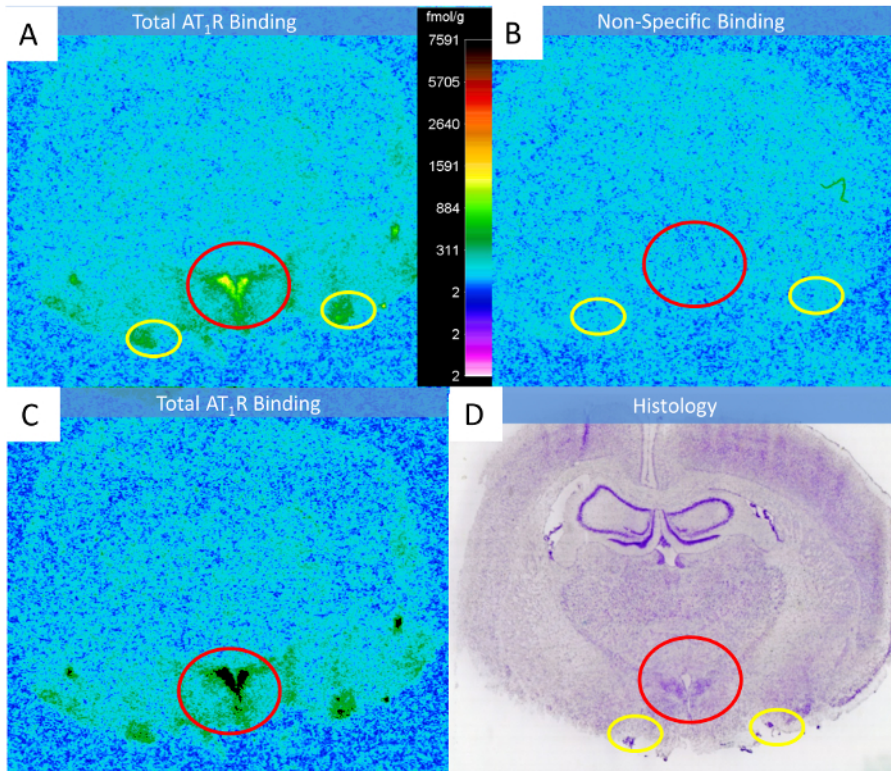 A
Total AT₁R Binding
fmol/g
7591
5705
2640
1591
884
311
2
2
2
B
Non-Specific Binding
C
Total AT₁R Binding
D
Histology